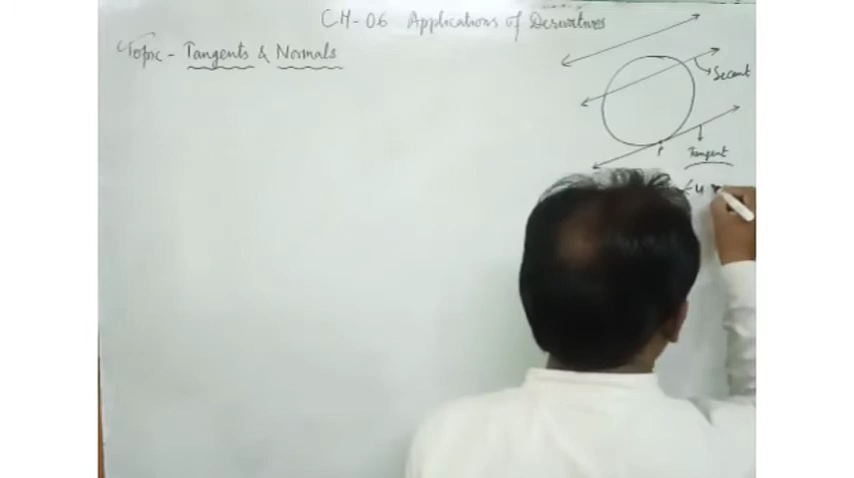 CH-06 Applications of Derivatives
Topic - Tangents & Normals
Secant
P
Tangent